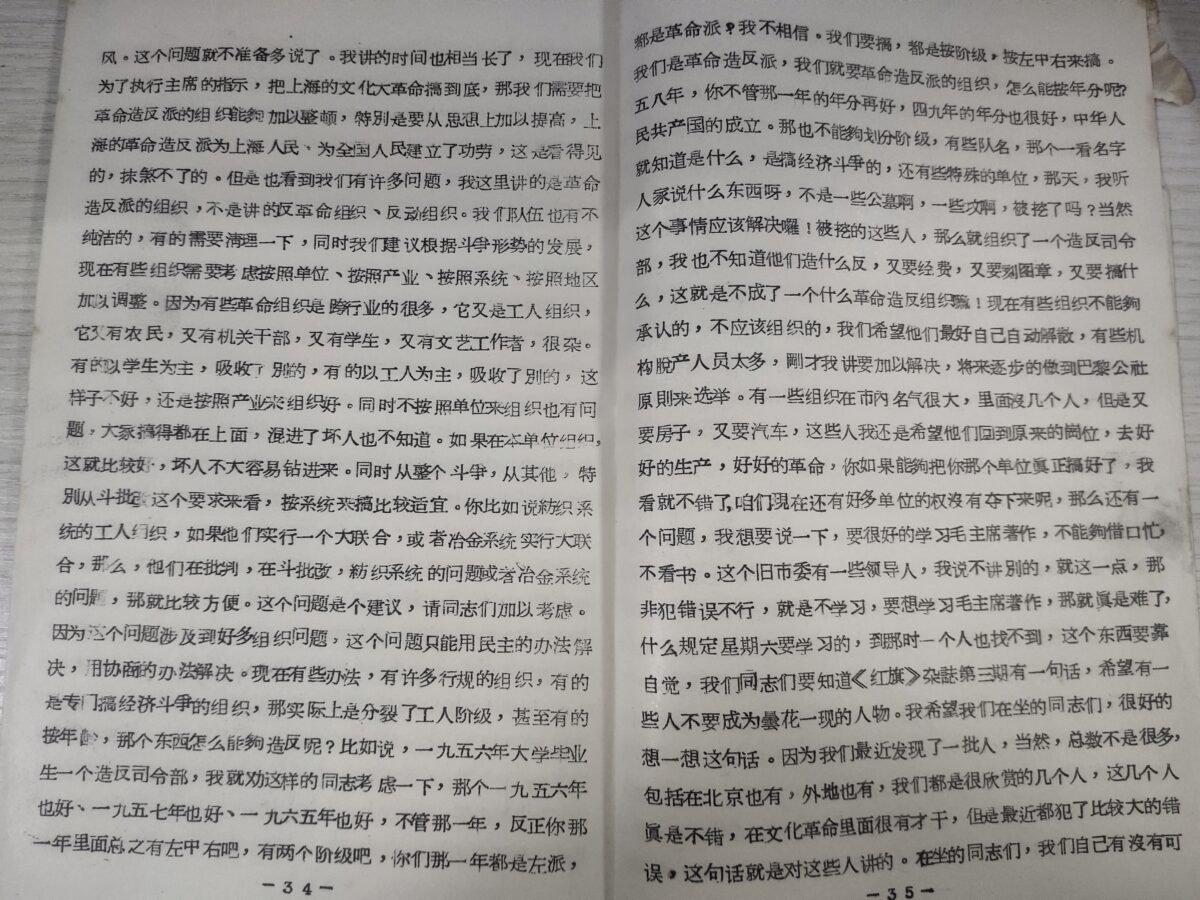 风。这个问题就不准备多说了。我讲的时间也相当长了，现在我们
为了执行主席的指示，把上海的文化大革命搞到底，那我们需要把
革命造反派的组织能夠加以整顿，特别是要从思想上加以提高，上
海的革命造反派为上海人民、为全国人民建立了功劳，这是看得见
的，抹煞不了的。但是也看到我们有许多问题，我这里讲的是革命
造反派的组织，不是讲的反革命组织、反动组织。我们队伍也有不
纯洁的，有的需要清理一下，同时我们建议根据斗爭形势的发展，
现在有些组织需要考虑按照单位、按照产业、按照系统、按照地区
加以调整。因为有些革命组织是跨行业的很多，它又是工人组织，
它又有农民，又有机关干部，又有学生，又有文艺工作者，很杂。
有的以学生为主，吸收了别的，有的以工人为主，吸收了别的，这
样子不好，还是按照产业来组织好。同时不按照单位来组织也有问
题，大家搞得都在上面，混进了坏人也不知道。如果在本单位组织，
这就比较好，坏人不大容易钻进来。同时从整个斗爭，从其他，特
别从斗批改这个要求来看，按系统来搞比较适宜。你比如说纺织系
统的工人组织，如果他们实行一个大联合，或者冶金系统实行大联
合，那么，他们在批判，在斗批改，纺织系统的问题或者冶金系统
的问题，那就比较方便。这个问题是个建议，请同志们加以考虑。
因为这个问题涉及到好多组织问题，这个问题只能用民主的办法解
决，用协商的办法解决。现在有些办法，有许多行规的组织，有的
是专门搞经济斗爭的组织，那实际上是分裂了工人阶级，甚至有的
按年龄，那个东西怎么能夠造反呢？比如说，一九五六年大学毕业
生一个造反司令部，我就劝这样的同志考虑一下，那个一九五六年
也好、一九五七年也好、一九六五年也好，不管那一年，反正你那
一年里面总之有左中右吧，有两个阶级吧，你们那一年都是左派，
－34－
都是革命派？我不相信。我们要搞，都是按阶级，按左中右来搞。
我们是革命造反派，我们就要革命造反派的组织，怎么能按年分呢？
五八年，你不管那一年的年分再好，四九年的年分也很好，中华人
民共产国的成立。那也不能夠划分阶级，有些队名，那个一看名字
就知道是什么，是搞经济斗爭的，还有些特殊的单位，那天，我听
人家说什么东西呀，不是一些公墓啊，一些坟啊，被挖了吗？当然
这个事情应该解决囉！被挖的这些人，那么就组织了一个造反司令
部，我也不知道他们造什么反，又要经费，又要刻图章，又要搞什
么，这就是不成了一个什么革命造反组织嘛！现在有些组织不能夠
承认的，不应该组织的，我们希望他们最好自己自动解散，有些机
构脫产人员太多，剛才我讲要加以解决，将来逐步的做到巴黎公社
原则来选举。有一些组织在市內名气很大，里面沒几个人，但是又
要房子，又要汽车，这些人我还是希望他们回到原来的岗位，去好
好的生产，好好的革命，你如果能夠把你那个单位眞正搞好了，我
看就不错了，咱们现在还有好多单位的权沒有夺下来呢，那么还有一
个问题，我想要说一下，要很好的学习毛主席著作，不能夠借口忙，
不看书。这个旧市委有一些领导人，我说不讲别的，就这一点，那
非犯错误不行，就是不学习，要想学习毛主席著作，那就眞是难了，
什么规定星期六要学习的，到那时一个人也找不到，这个东西要靠
自觉，我们同志们要知道《红旗》杂誌第三期有一句话，希望有一
些人不要成为曇花一现的人物。我希望我们在坐的同志们，很好的
想一想这句话。因为我们最近发现了一批人，当然，总数不是很多，
包括在北京也有，外地也有，我们都是很欣赏的几个人，这几个人
眞是不错，在文化革命里面很有才干，但是最近都犯了比较大的错
误，这句话就是对这些人讲的。在坐的同志们，我们自己有沒有可
－35－